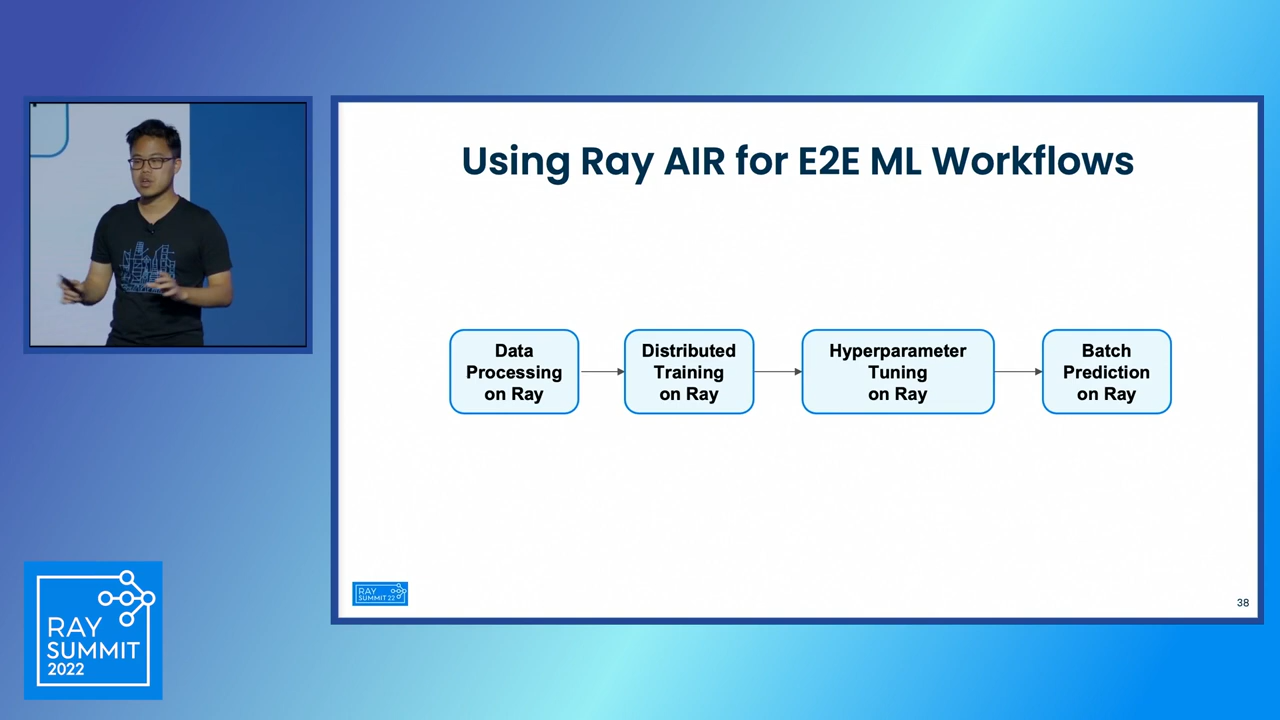 Using Ray AIR for E2E ML Workflows
Data
Processing
on Ray
Distributed
Training
on Ray
Hyperparameter
Tuning
on Ray
Batch
Prediction
on Ray
RAY
SUMMIT 22
38
RAY
SUMMIT
2022